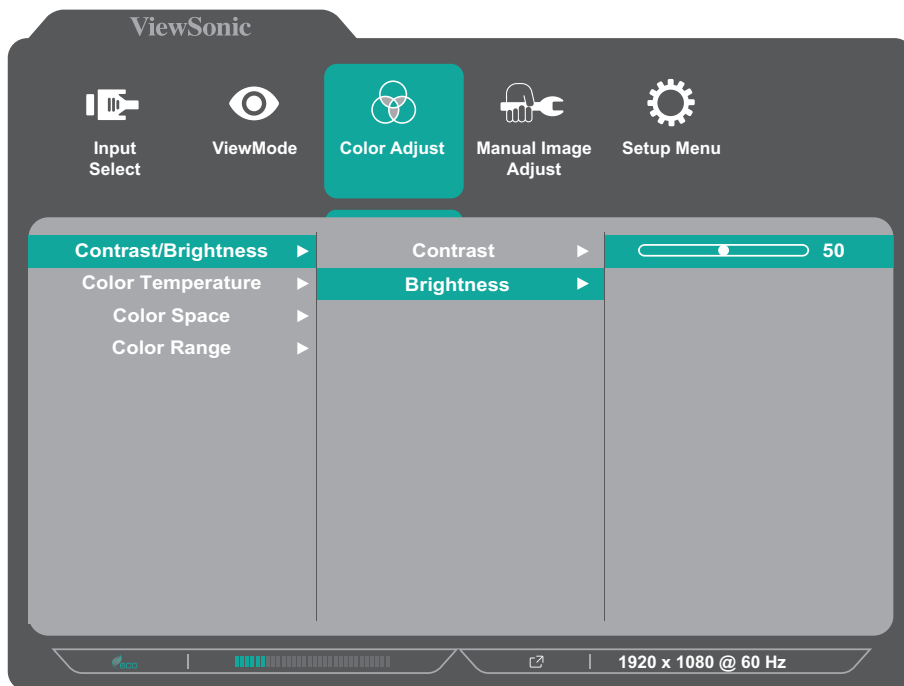 ViewSonic
Input
Select
ViewMode
Color Adjust
Manual Image
Adjust
Setup Menu
Contrast/Brightness
Contrast
50
Color Temperature
Brightness
Color Space
Color Range
eco
1920 x 1080 @ 60 Hz